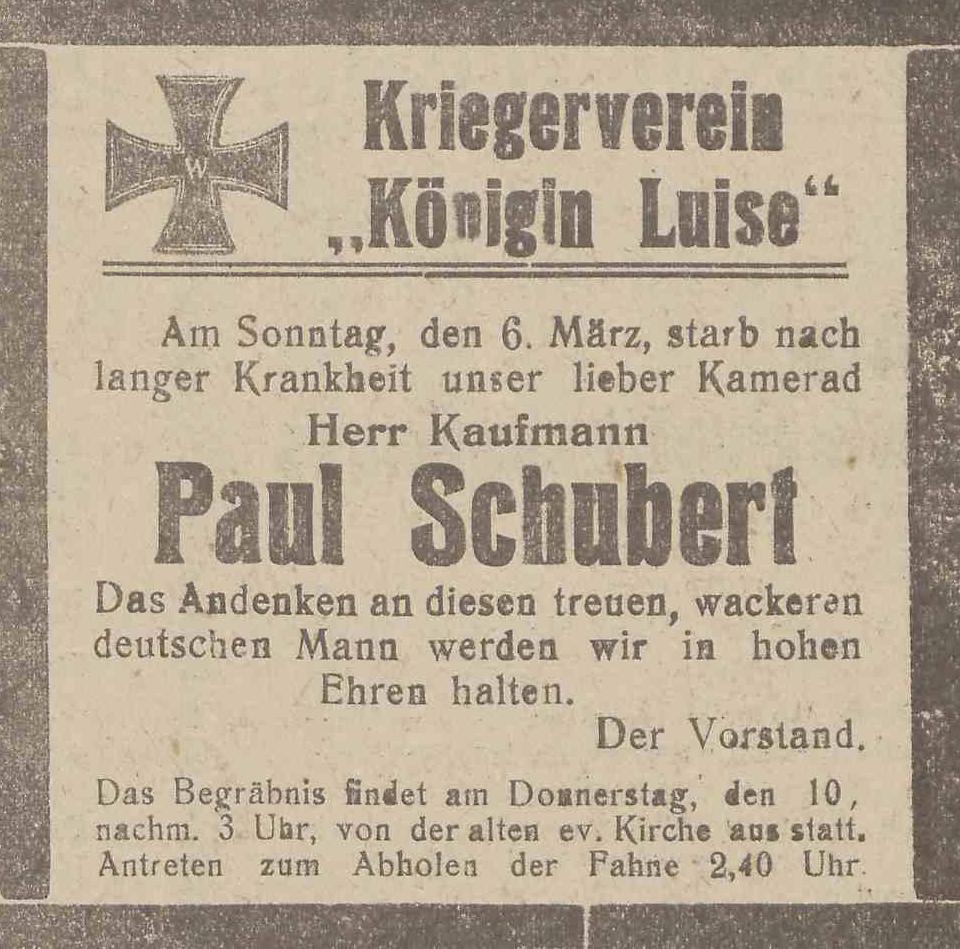 W
Kriegerverein
„Königin Luise“
Am Sonntag, den 6. März, starb nach
langer Krankheit unser lieber Kamerad
Herr Kaufmann
Paul Schubert
Das Andenken an diesen treuen, wackeren
deutschen Mann werden wir in hohen
Ehren halten.
Der Vorstand.
Das Begräbnis findet am Donnerstag, den 10,
nachm. 3 Uhr, von der alten ev. Kirche aus statt.
Antreten zum Abholen der Fahne 2,40 Uhr.